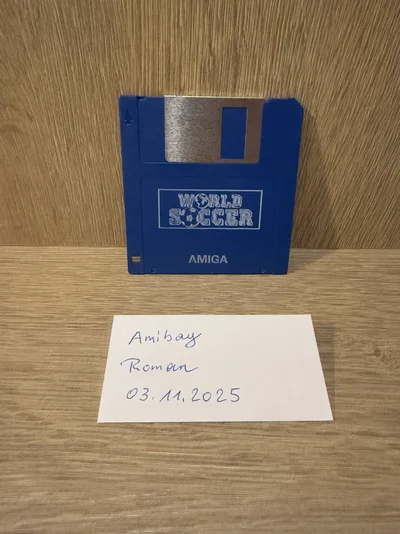 WORLD
SOCCER
AMIGA
Amibay
Roman
03.11.2025